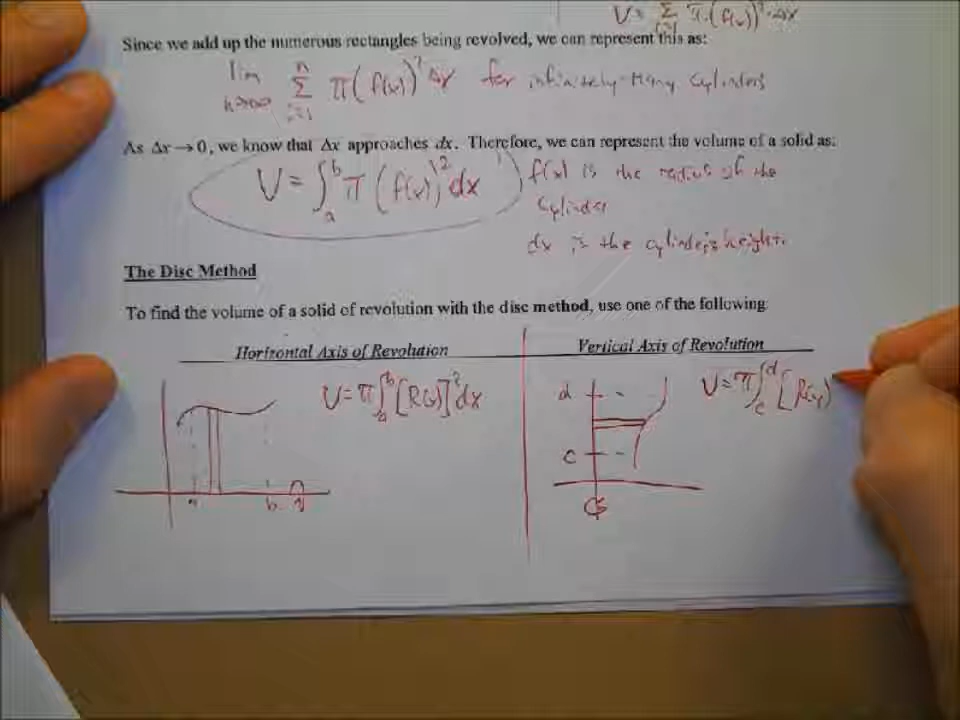 V = Σ i=1 π·(f(x))²·Δx
Since we add up the numerous rectangles being revolved, we can represent this as:
lim n→∞ n Σ i=1 π(f(x))² Δx for infinitely-many cylinders
As Δx→0, we know that Δx approaches dx. Therefore, we can represent the volume of a solid as:
V = ∫ₐᵇ π (f(x))² dx f(x) is the radius of the
cylinder
dx is the cylinder's height.
The Disc Method
To find the volume of a solid of revolution with the disc method, use one of the following:
Horizontal Axis of Revolution Vertical Axis of Revolution
V = π ∫ₐᵇ [R(x)]² dx d V = π ∫ c d [R(y)
c
a b